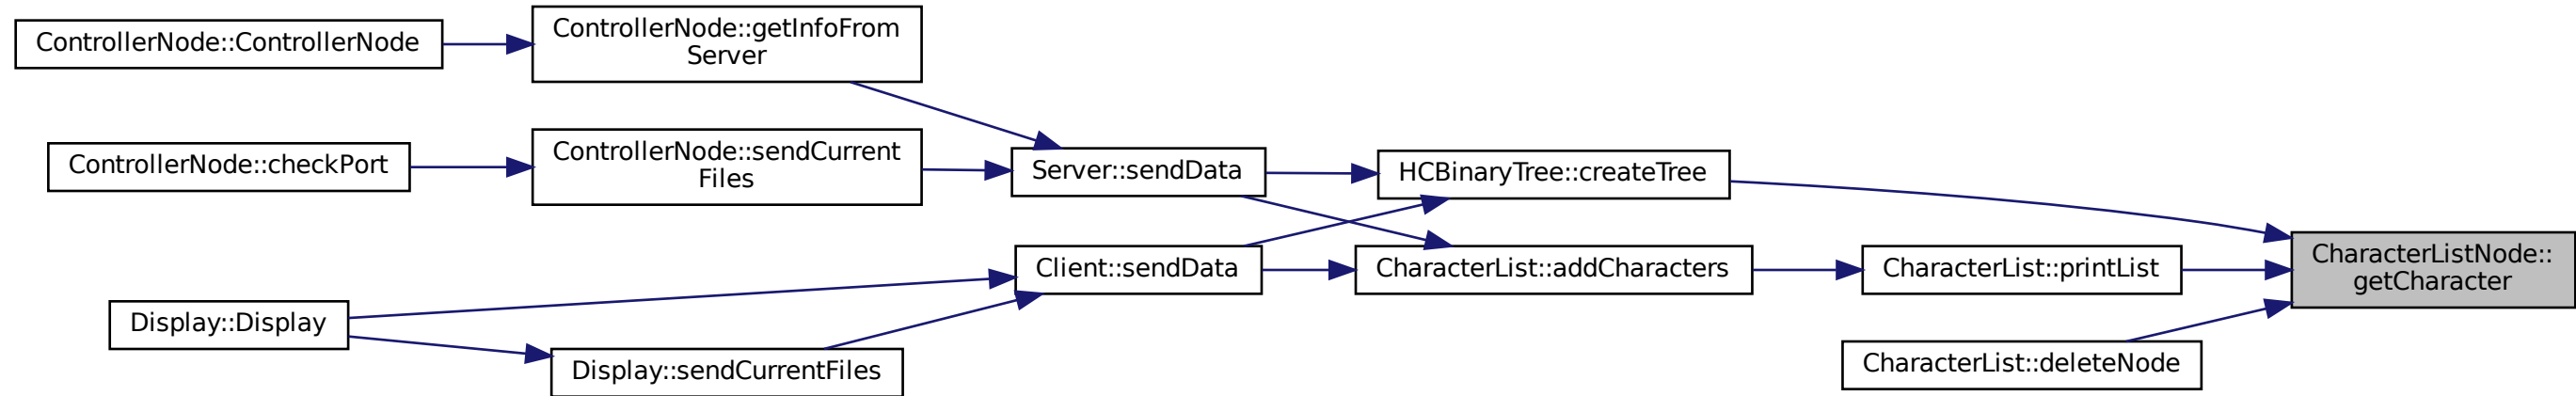 ControllerNode::ControllerNode
ControllerNode::getInfoFrom
Server
ControllerNode::checkPort
ControllerNode::sendCurrent
Files
Server::sendData
HCBinaryTree::createTree
Client::sendData
CharacterList::addCharacters
CharacterList::printList
CharacterListNode::
getCharacter
Display::Display
Display::sendCurrentFiles
CharacterList::deleteNode